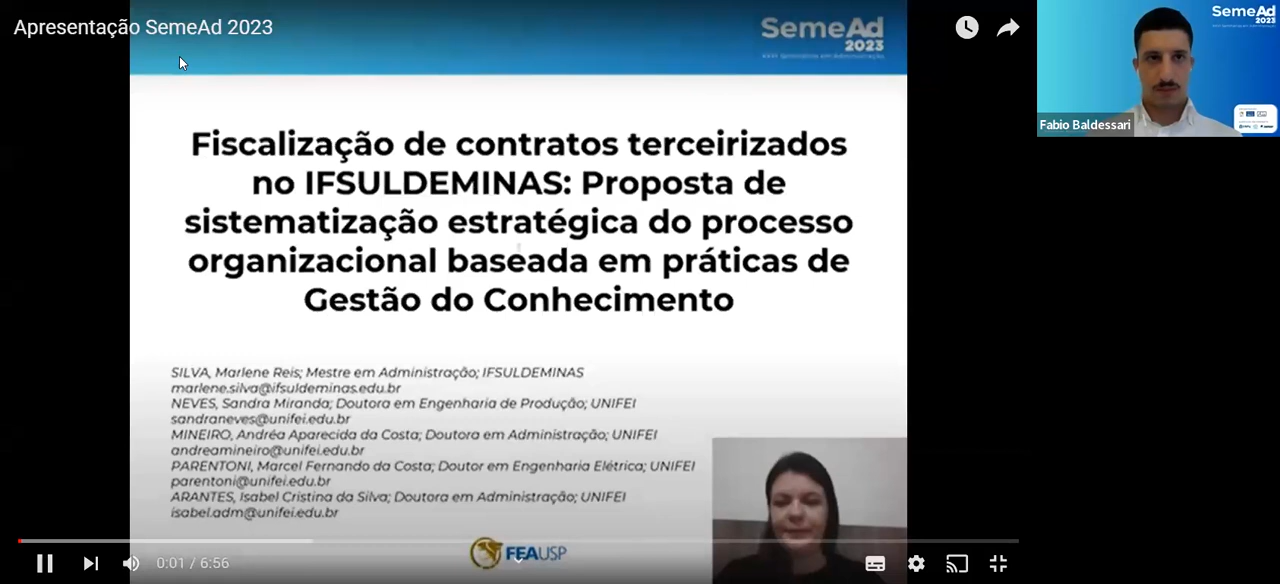 Apresentação SemeAd 2023
SemeAd
2023
SemeAd
2023
Fabio Baldessari
Fiscalização de contratos terceirizados
no IFSULDEMINAS: Proposta de
sistematização estratégica do processo
organizacional baseada em práticas de
Gestão do Conhecimento
SILVA, Marlene Reis; Mestre em Administração; IFSULDEMINAS
marlene.silva@ifsuldeminas.edu.br
NEVES, Sandra Miranda; Doutora em Engenharia de Produção; UNIFEI
sandraneves@unifei.edu.br
MINEIRO, Andréa Aparecida da Costa; Doutora em Administração; UNIFEI
andreamineiro@unifei.edu.br
PARENTONI, Marcel Fernando da Costa; Doutor em Engenharia Elétrica; UNIFEI
parentoni@unifei.edu.br
ARANTES, Isabel Cristina da Silva; Doutora em Administração; UNIFEI
isabel.adm@unifei.edu.br
FEAUSP
0:01 / 6:56